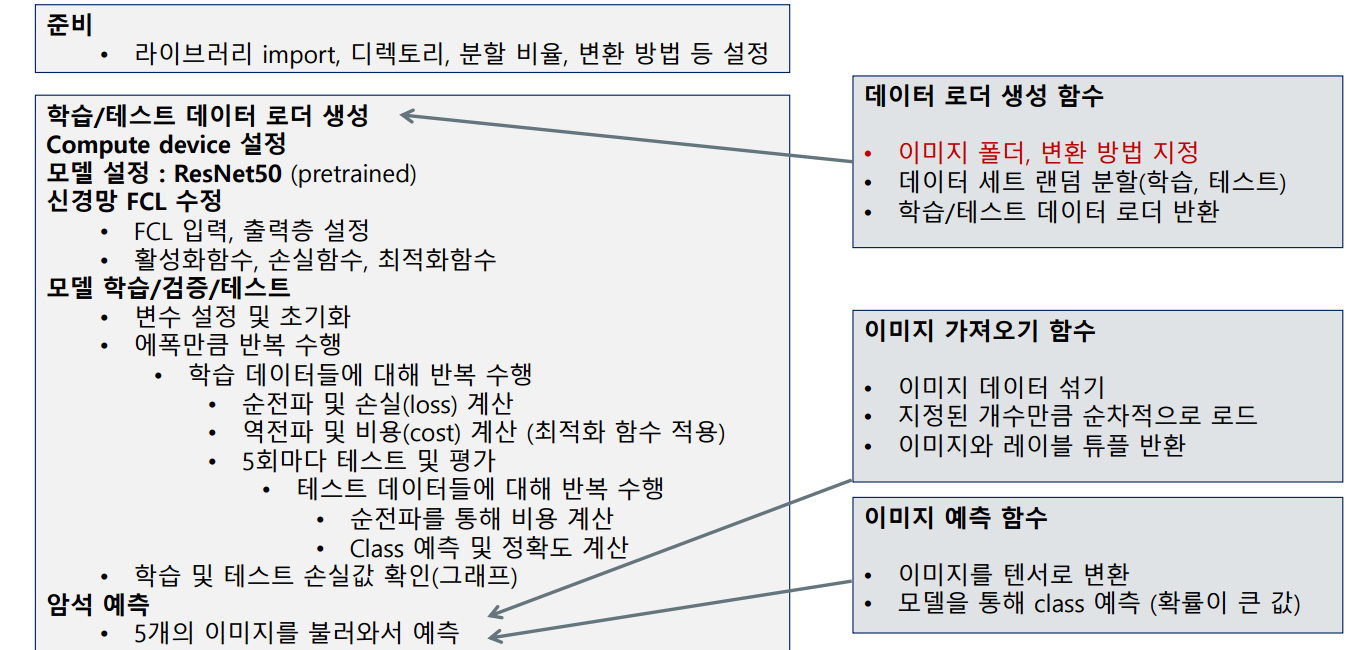 준비
• 라이브러리 import, 디렉토리, 분할 비율, 변환 방법 등 설정
학습/테스트 데이터 로더 생성
Compute device 설정
모델 설정 : ResNet50 (pretrained)
신경망 FCL 수정
• FCL 입력, 출력층 설정
• 활성화함수, 손실함수, 최적화함수
모델 학습/검증/테스트
• 변수 설정 및 초기화
• 에폭만큼 반복 수행
• 학습 데이터들에 대해 반복 수행
• 순전파 및 손실(loss) 계산
• 역전파 및 비용(cost) 계산 (최적화 함수 적용)
• 5회마다 테스트 및 평가
• 테스트 데이터들에 대해 반복 수행
• 순전파를 통해 비용 계산
• Class 예측 및 정확도 계산
• 학습 및 테스트 손실값 확인(그래프)
암석 예측
• 5개의 이미지를 불러와서 예측
데이터 로더 생성 함수
• 이미지 폴더, 변환 방법 지정
• 데이터 세트 랜덤 분할(학습, 테스트)
• 학습/테스트 데이터 로더 반환
이미지 가져오기 함수
• 이미지 데이터 섞기
• 지정된 개수만큼 순차적으로 로드
• 이미지와 레이블 튜플 반환
이미지 예측 함수
• 이미지를 텐서로 변환
• 모델을 통해 class 예측 (확률이 큰 값)